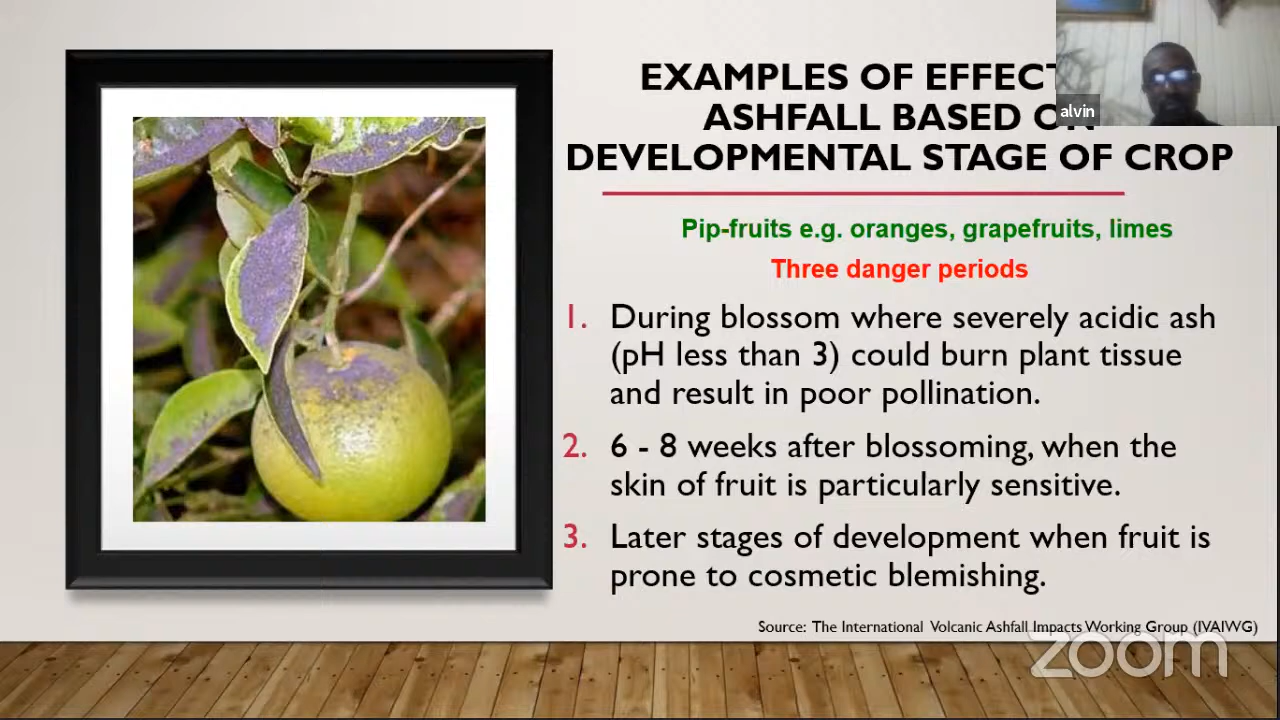 EXAMPLES OF EFFECT
ASHFALL BASED ON
DEVELOPMENTAL STAGE OF CROP
alvin
Pip-fruits e.g. oranges, grapefruits, limes
Three danger periods
1. During blossom where severely acidic ash
(pH less than 3) could burn plant tissue
and result in poor pollination.
2. 6 - 8 weeks after blossoming, when the
skin of fruit is particularly sensitive.
3. Later stages of development when fruit is
prone to cosmetic blemishing.
Source: The International Volcanic Ashfall Impacts Working Group (IVAIWG)
zoom